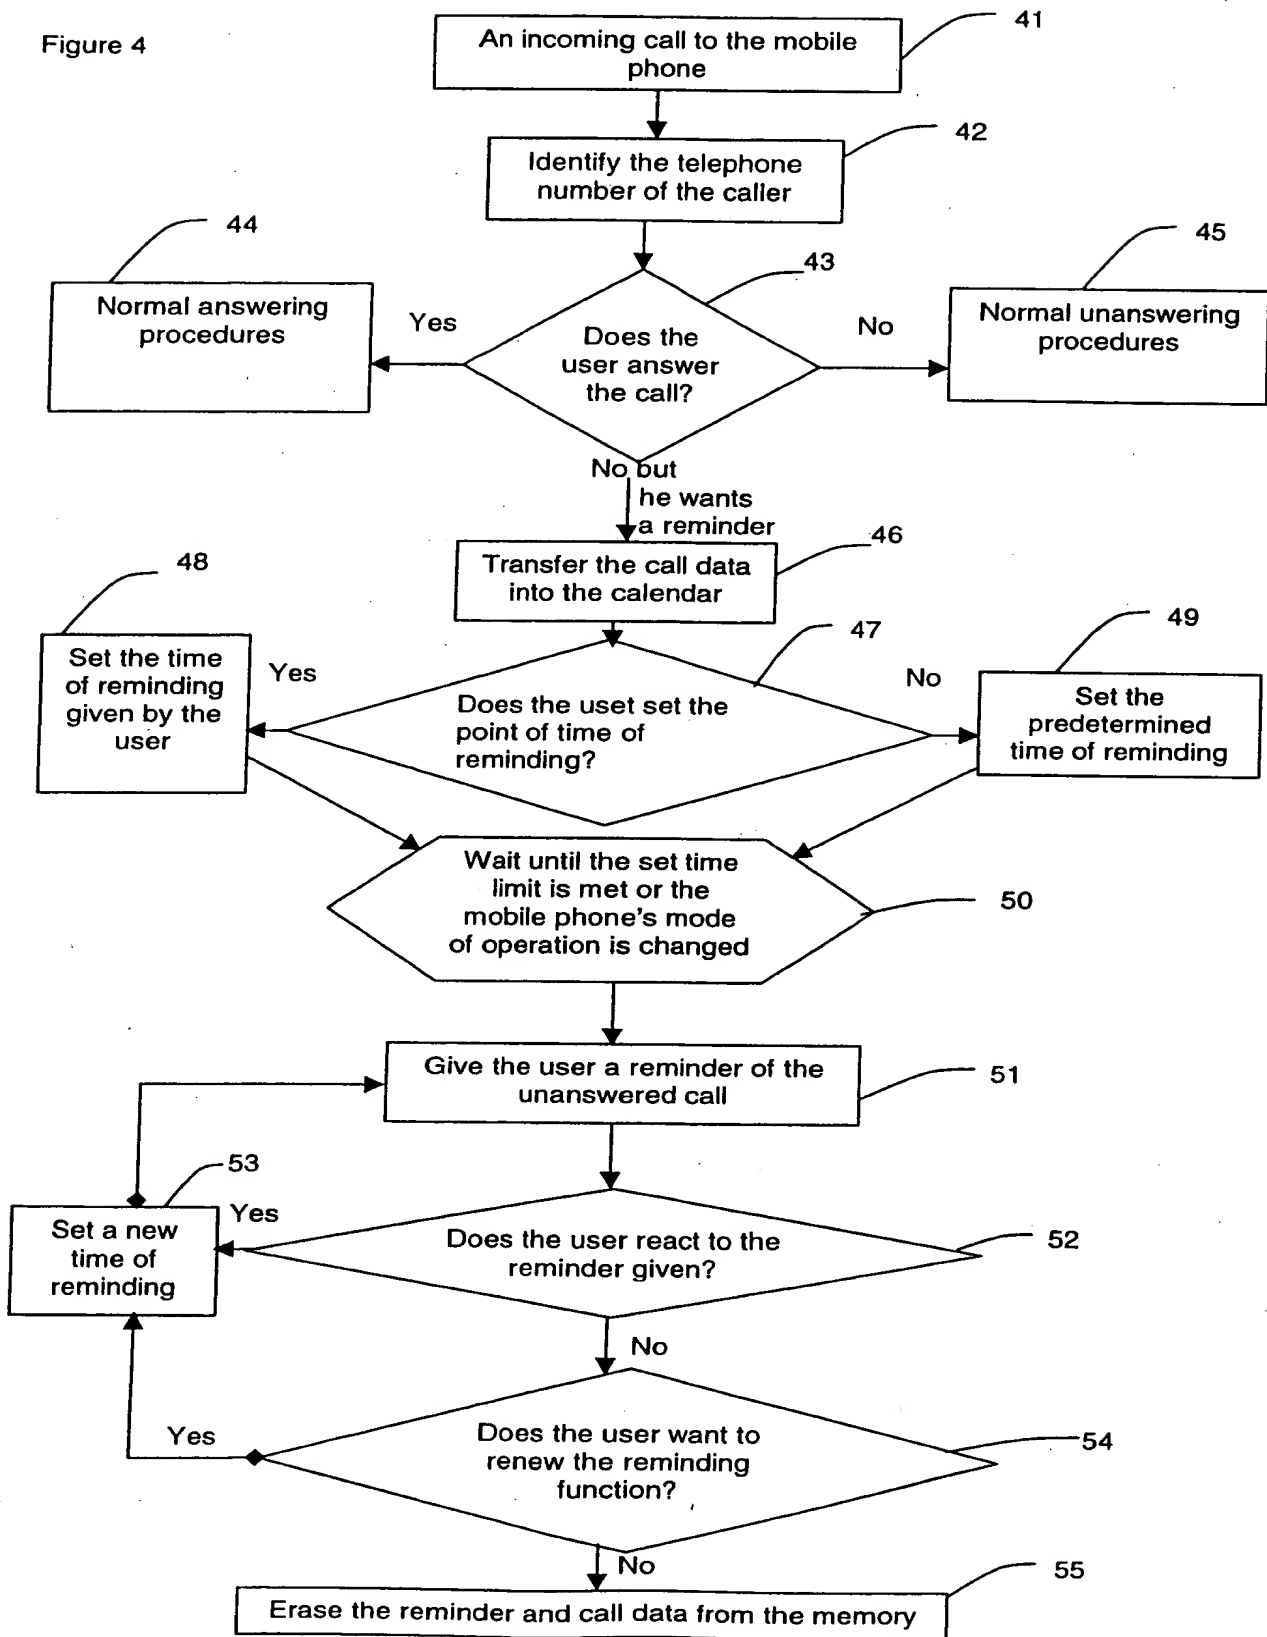 Figure 4
41
An incoming call to the mobile
phone
42
Identify the telephone
number of the caller
44
43
45
Normal answering
procedures
Yes
Does the
user answer
the call?
No
Normal unanswering
procedures
No but
he wants
a reminder
46
Transfer the call data
into the calendar
48
47
49
Set the time
of reminding
given by the
user
Yes
Does the uset set the
point of time of
reminding?
No
Set the
predetermined
time of reminding
Wait until the set time
limit is met or the
mobile phone's mode
of operation is changed
50
Give the user a reminder of the
unanswered call
51
53
Set a new
time of
reminding
Yes
Does the user react to the
reminder given?
52
No
Yes
Does the user want to
renew the reminding
function?
54
No
55
Erase the reminder and call data from the memory